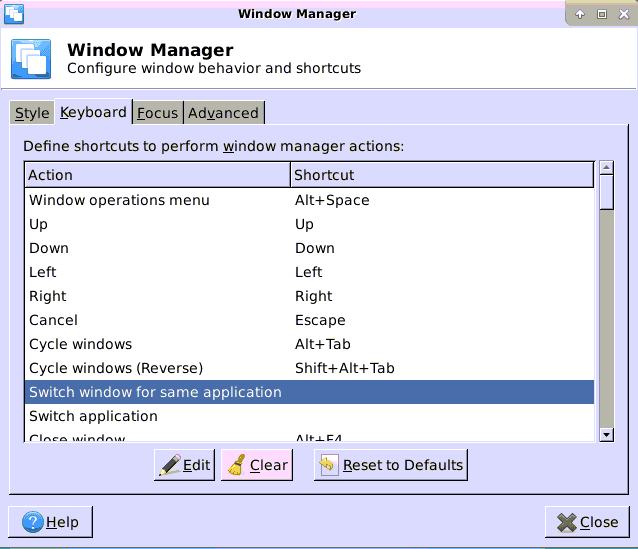 Window Manager
Window Manager
Configure window behavior and shortcuts
Style Keyboard Focus Advanced
Define shortcuts to perform window manager actions:
Action Shortcut
Window operations menu Alt+Space
Up Up
Down Down
Left Left
Right Right
Cancel Escape
Cycle windows Alt+Tab
Cycle windows (Reverse) Shift+Alt+Tab
Switch window for same application
Switch application
Close window Alt+F4
Edit Clear Reset to Defaults
Help Close